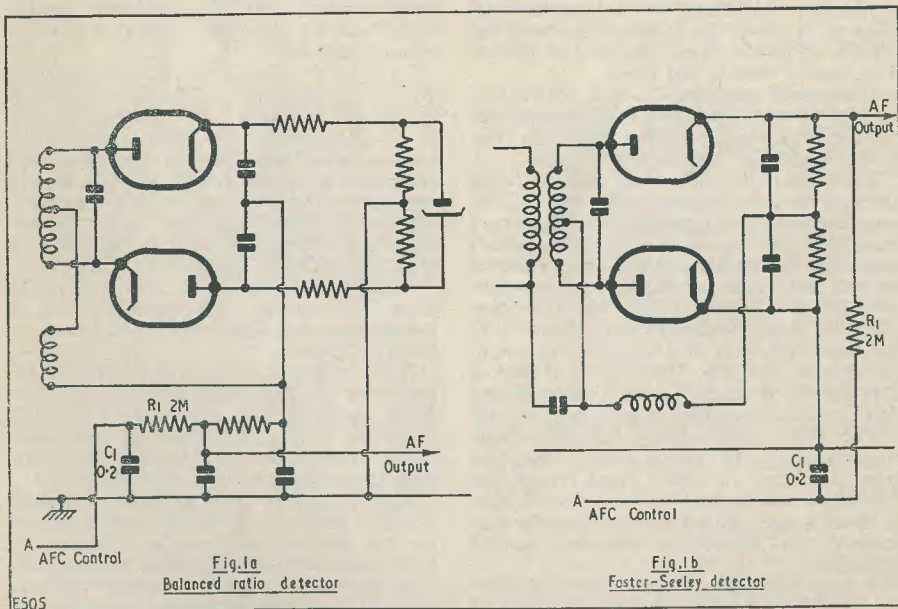 R1 2M
C1
0·2
AF
Output
A
AFC Control
Fig.1a
Balanced ratio detector
AF
Output
R1
2M
C1
0·2
A
AFC Control
Fig.1b
Foster-Seeley detector
E505